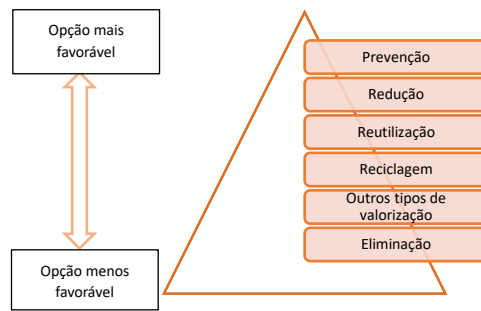 Opção mais
favorável
Prevenção
Redução
Reutilização
Reciclagem
Outros tipos de
valorização
Eliminação
Opção menos
favorável